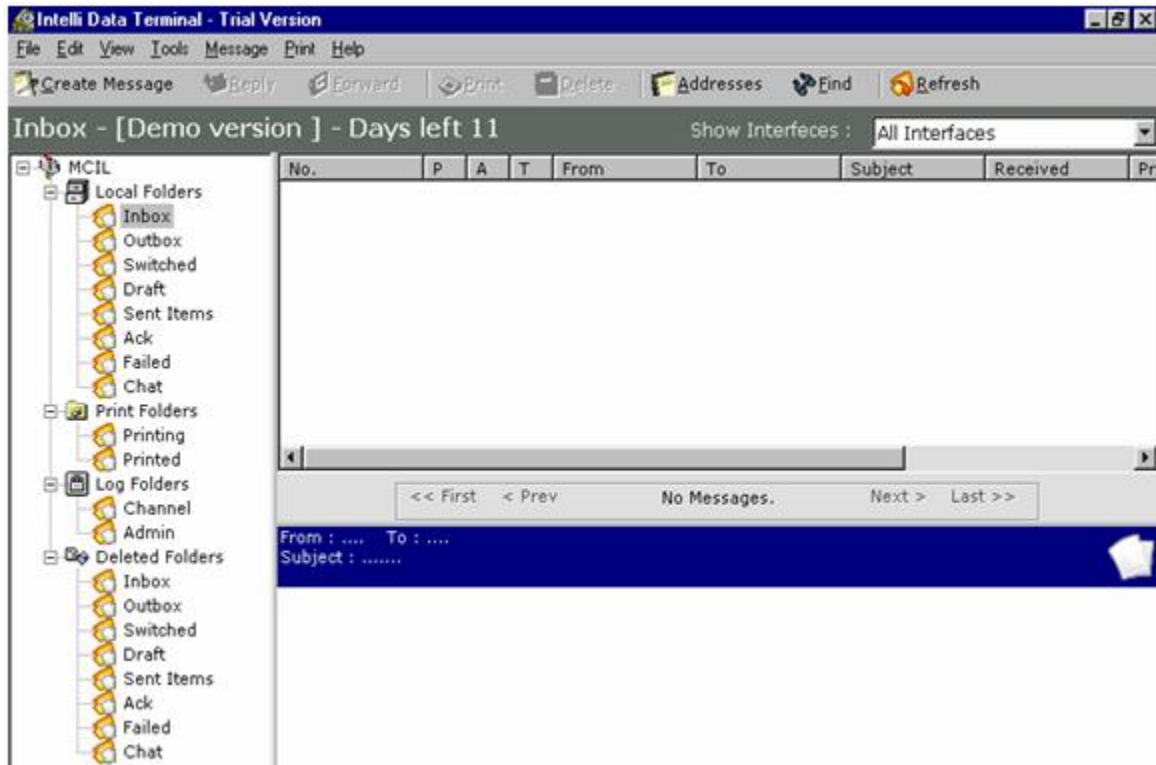 Intelli Data Terminal - Trial Version
File Edit View Tools Message Print Help
Create Message Reply Forward Print Delete Addresses Find Refresh
Inbox - [Demo version ] - Days left 11 Show Interfeces : All Interfaces
No. P A T From To Subject Received Pr
MCIL
Local Folders
Inbox
Outbox
Switched
Draft
Sent Items
Ack
Failed
Chat
Print Folders
Printing
Printed
Log Folders
Channel
Admin
Deleted Folders
Inbox
Outbox
Switched
Draft
Sent Items
Ack
Failed
Chat
<< First < Prev No Messages. Next > Last >>
From : .... To : ....
Subject : .......